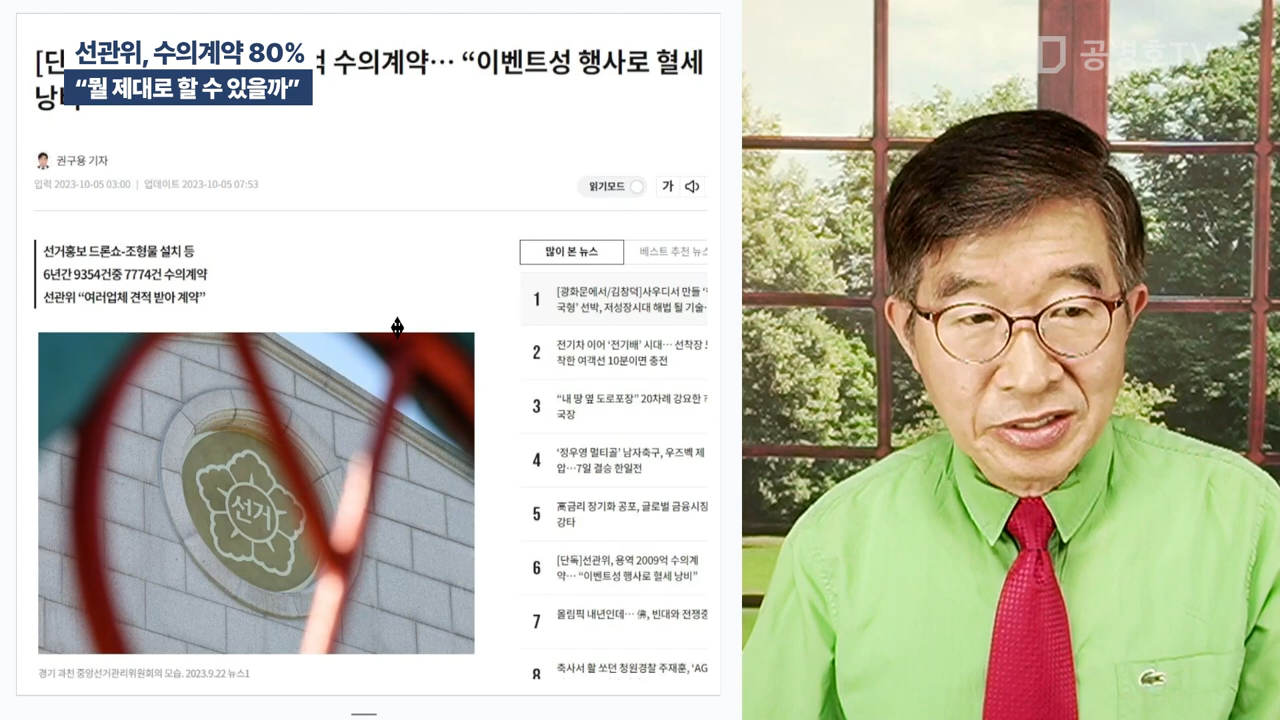 선관위, 수의계약 80%
“뭘 제대로 할 수 있을까”
수의계약… “이벤트성 행사로 혈세
공병호TV
권구용 기자
입력 2023-10-05 03:00 | 업데이트 2023-10-05 07:53
읽기모드
가
선거홍보 드론쇼-조형물 설치 등
6년간 9354건중 7774건 수의계약
선관위 “여러업체 견적 받아 계약”
많이 본 뉴스
베스트 추천 뉴스
1
[광화문에서/김창덕]사우디서 만들
국형’ 선박, 저성장시대 해법 될 기술
2
전기차 이어 ‘전기배’ 시대… 선착장
착한 여객선 10분이면 충전
3
“내 땅 옆 도로포장” 20차례 강요한
국장
4
‘정우영 멀티골’ 남자축구, 우즈벡 제
압…7일 결승 한일전
5
高금리 장기화 공포, 글로벌 금융시장
강타
6
[단독]선관위, 용역 2009억 수의계
약… “이벤트성 행사로 혈세 낭비”
7
올림픽 내년인데… 佛, 빈대와 전쟁중
8
축사서 활 쏘던 청원경찰 주재훈, ‘AG
선거
경기 과천 중앙선거관리위원회의 모습. 2023.9.22 뉴스1